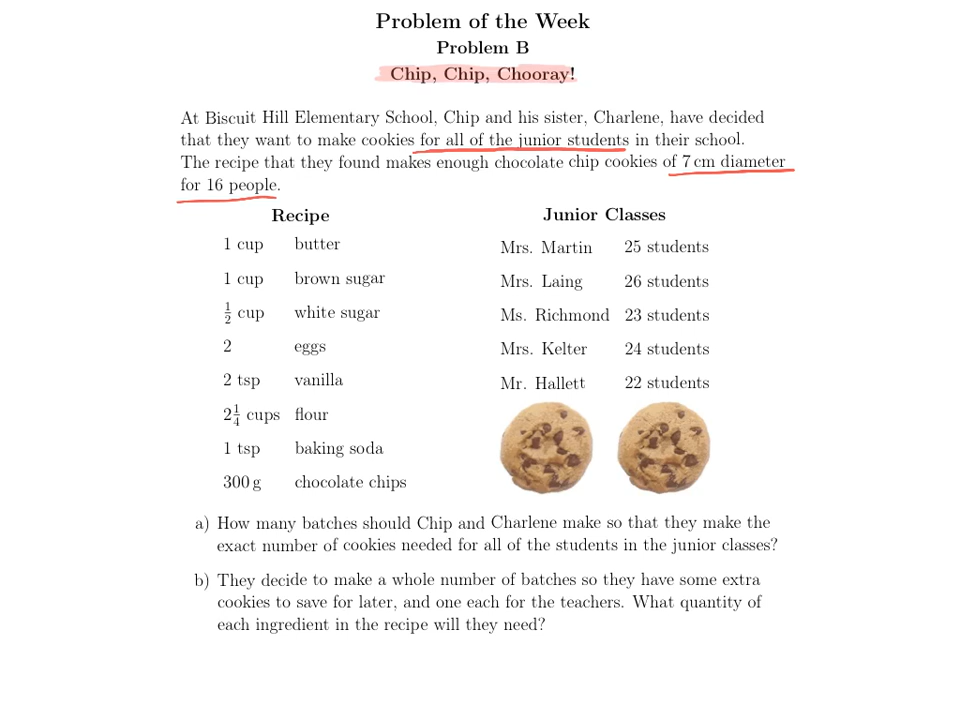 Problem of the Week
Problem B
Chip, Chip, Chooray!
At Biscuit Hill Elementary School, Chip and his sister, Charlene, have decided
that they want to make cookies for all of the junior students in their school.
The recipe that they found makes enough chocolate chip cookies of 7 cm diameter
for 16 people.
Recipe
1 cup butter
1 cup brown sugar
1/2 cup white sugar
2 eggs
2 tsp vanilla
2 1/4 cups flour
1 tsp baking soda
300 g chocolate chips
Junior Classes
Mrs. Martin 25 students
Mrs. Laing 26 students
Ms. Richmond 23 students
Mrs. Kelter 24 students
Mr. Hallett 22 students
a) How many batches should Chip and Charlene make so that they make the
exact number of cookies needed for all of the students in the junior classes?
b) They decide to make a whole number of batches so they have some extra
cookies to save for later, and one each for the teachers. What quantity of
each ingredient in the recipe will they need?